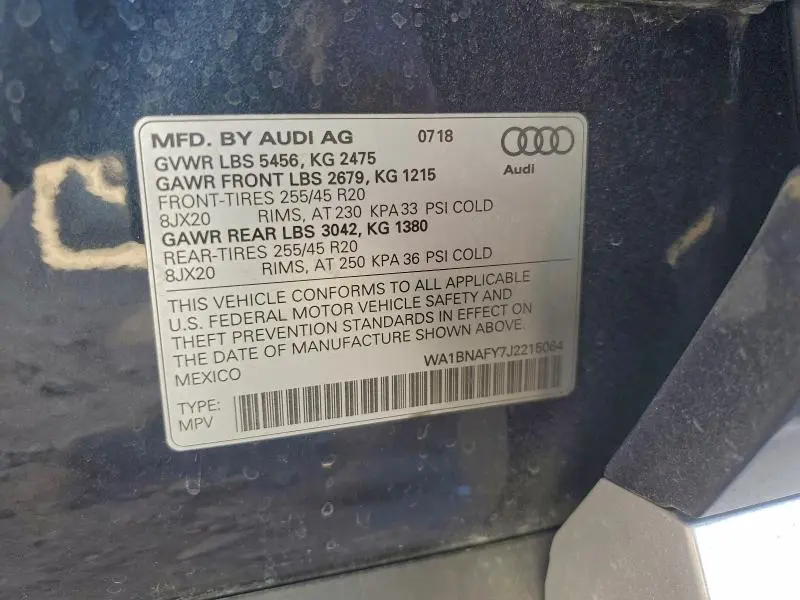 MFD. BY AUDI AG 0718
Audi
GVWR LBS 5456, KG 2475
GAWR FRONT LBS 2679, KG 1215
FRONT-TIRES 255/45 R20
8JX20 RIMS, AT 230 KPA 33 PSI COLD
GAWR REAR LBS 3042, KG 1380
REAR-TIRES 255/45 R20
8JX20 RIMS, AT 250 KPA 36 PSI COLD
THIS VEHICLE CONFORMS TO ALL APPLICABLE
U.S. FEDERAL MOTOR VEHICLE SAFETY AND
THEFT PREVENTION STANDARDS IN EFFECT ON
THE DATE OF MANUFACTURE SHOWN ABOVE.
MEXICO WA1BNAFY7J2215064
TYPE:
MPV